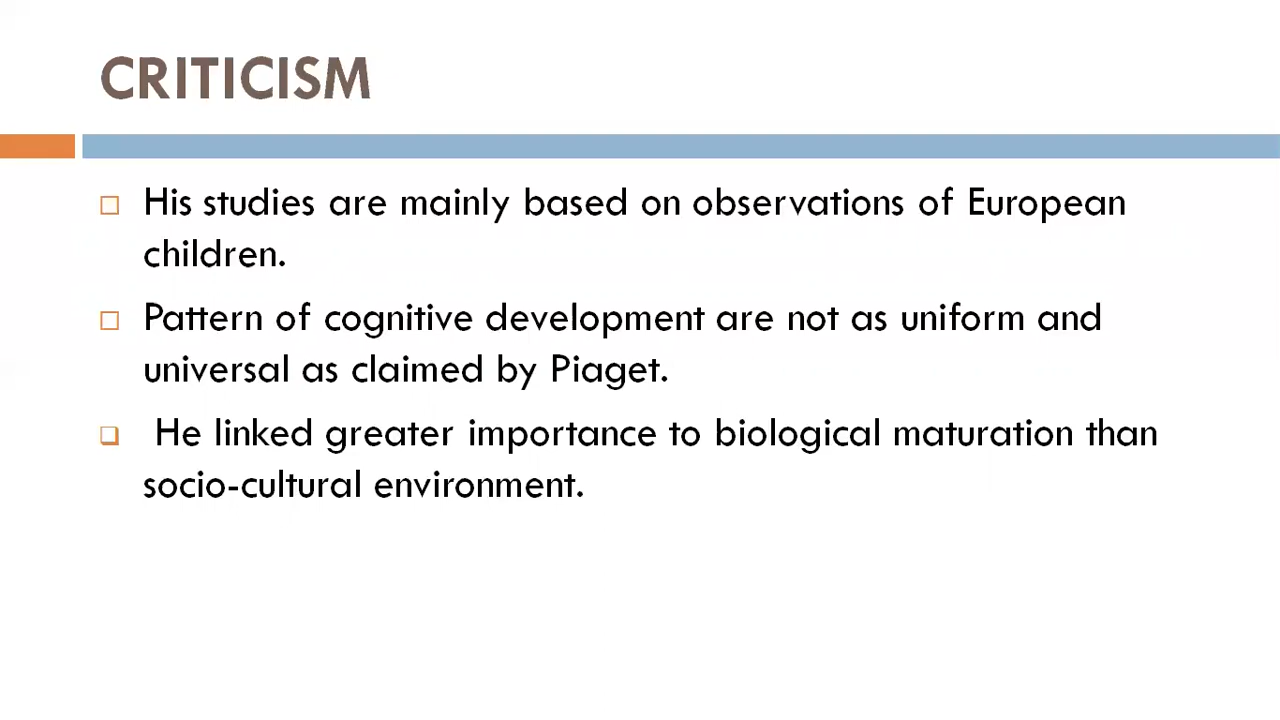 CRITICISM
His studies are mainly based on observations of European
children.
Pattern of cognitive development are not as uniform and
universal as claimed by Piaget.
He linked greater importance to biological maturation than
socio-cultural environment.